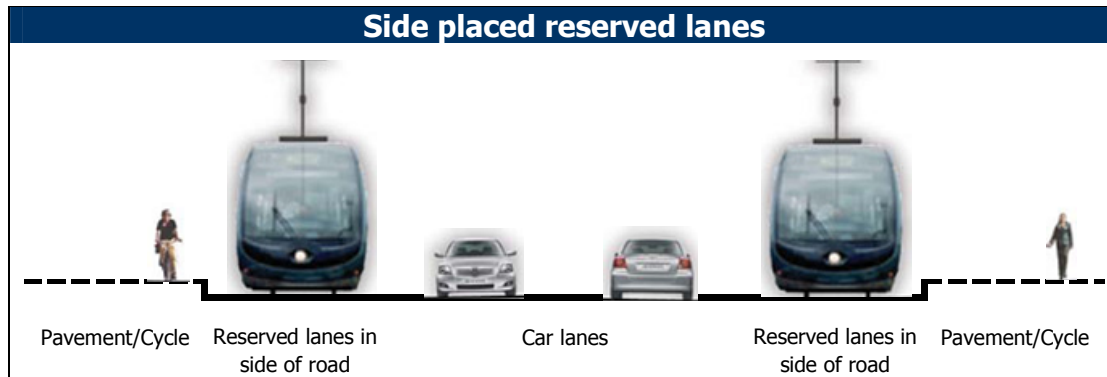 Side placed reserved lanes
Pavement/Cycle
Reserved lanes in
side of road
Car lanes
Reserved lanes in
side of road
Pavement/Cycle